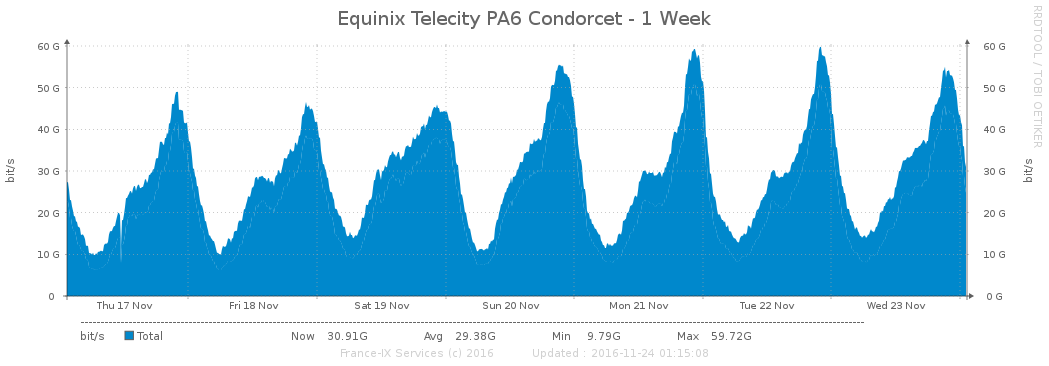 Equinix Telecity PA6 Condorcet - 1 Week
RRDTOOL / TOBI OETIKER
60 G 60 G
50 G 50 G
40 G 40 G
30 G 30 G
20 G 20 G
10 G 10 G
0 0 G
bit/s bit/s
Thu 17 Nov Fri 18 Nov Sat 19 Nov Sun 20 Nov Mon 21 Nov Tue 22 Nov Wed 23 Nov
bit/s Total Now 30.91G Avg 29.38G Min 9.79G Max 59.72G
France-IX Services (c) 2016 Updated : 2016-11-24 01:15:08